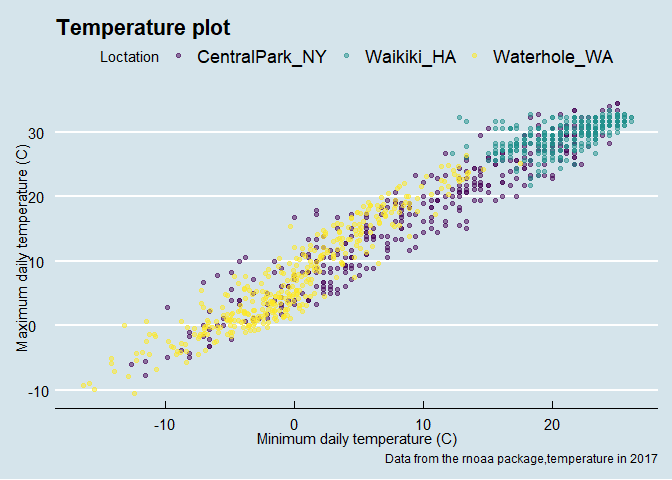 Temperature plot
Loctation CentralPark_NY Waikiki_HA Waterhole_WA
Maximum daily temperature (C)
30
20
10
0
-10
-10 0 10 20
Minimum daily temperature (C)
Data from the rnoaa package,temperature in 2017